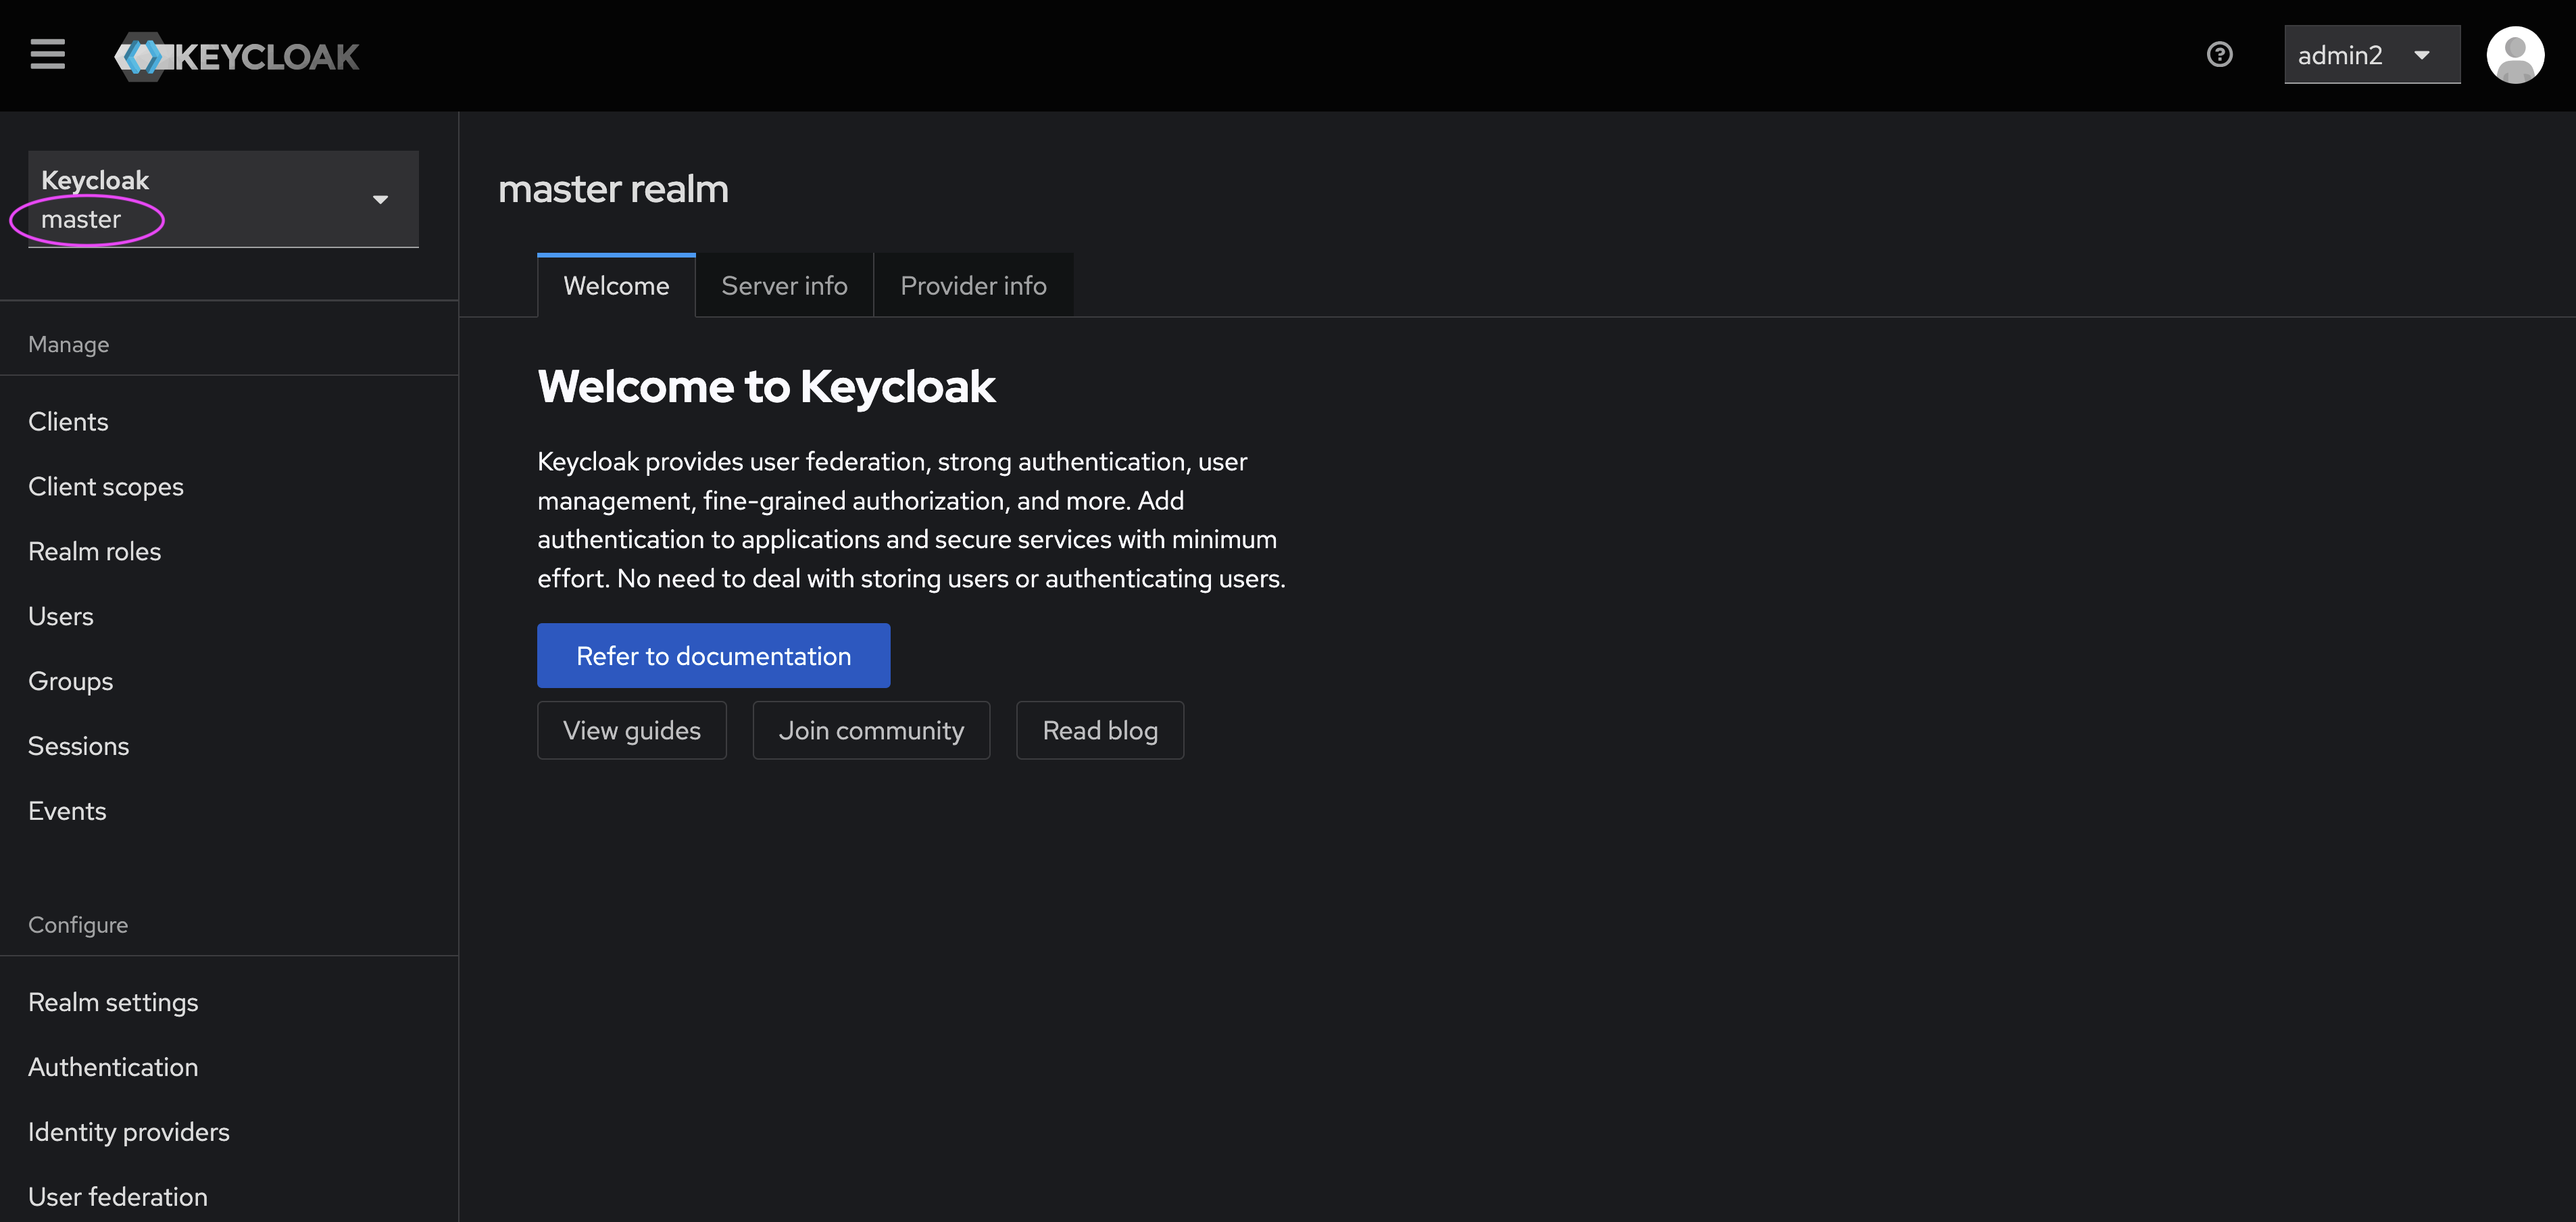 KEYCLOAK
admin2
Keycloak
master
Manage
Clients
Client scopes
Realm roles
Users
Groups
Sessions
Events
Configure
Realm settings
Authentication
Identity providers
User federation
master realm
Welcome
Server info
Provider info
Welcome to Keycloak
Keycloak provides user federation, strong authentication, user
management, fine-grained authorization, and more. Add
authentication to applications and secure services with minimum
effort. No need to deal with storing users or authenticating users.
Refer to documentation
View guides
Join community
Read blog